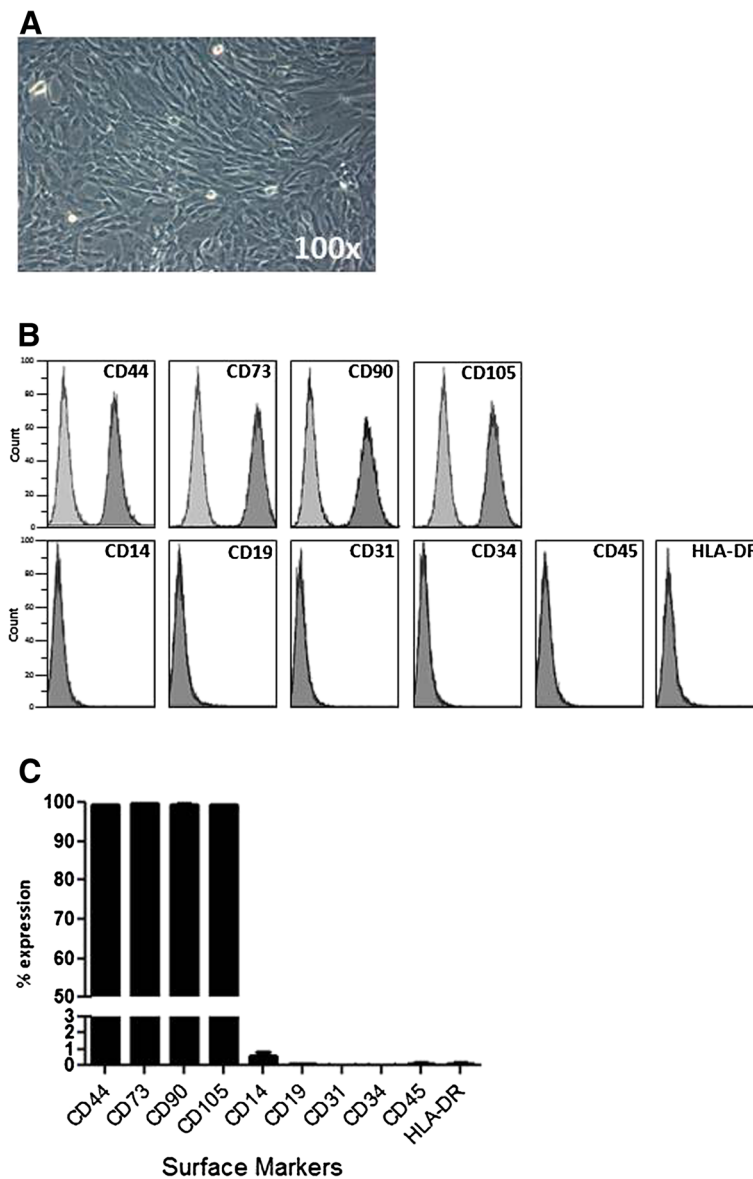 A
100x
B
CD44 CD73 CD90 CD105
100
80
60
40
20
0
Count
CD14 CD19 CD31 CD34 CD45 HLA-DR
100
80
60
40
20
0
Count
C
100
90
80
70
60
50
3
2
1
0
% expression
CD44 CD73 CD90 CD105 CD14 CD19 CD31 CD34 CD45 HLA-DR
Surface Markers